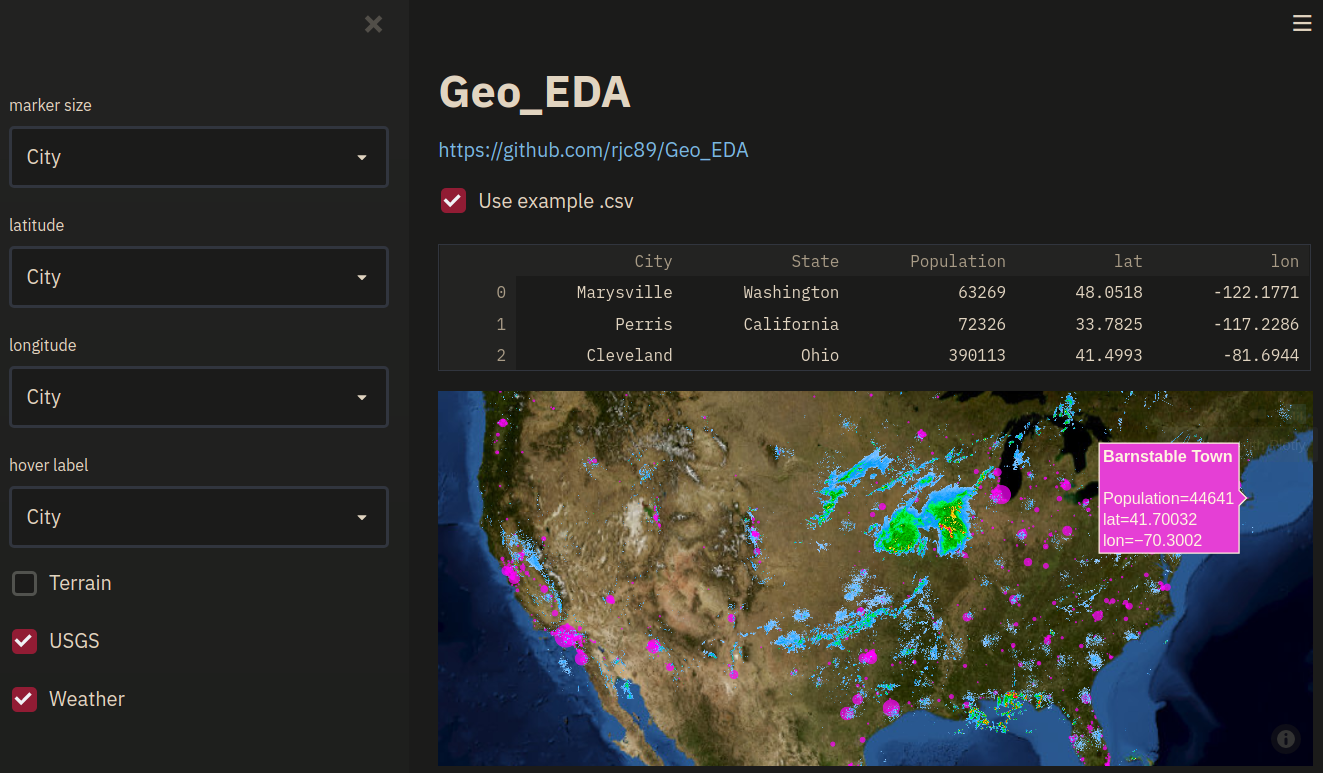 marker size
City
latitude
City
longitude
City
hover label
City
Terrain
USGS
Weather
Geo_EDA
https://github.com/rjc89/Geo_EDA
Use example .csv
City State Population lat lon
0 Marysville Washington 63269 48.0518 -122.1771
1 Perris California 72326 33.7825 -117.2286
2 Cleveland Ohio 390113 41.4993 -81.6944
Barnstable Town
Population=44641
lat=41.70032
lon=−70.3002